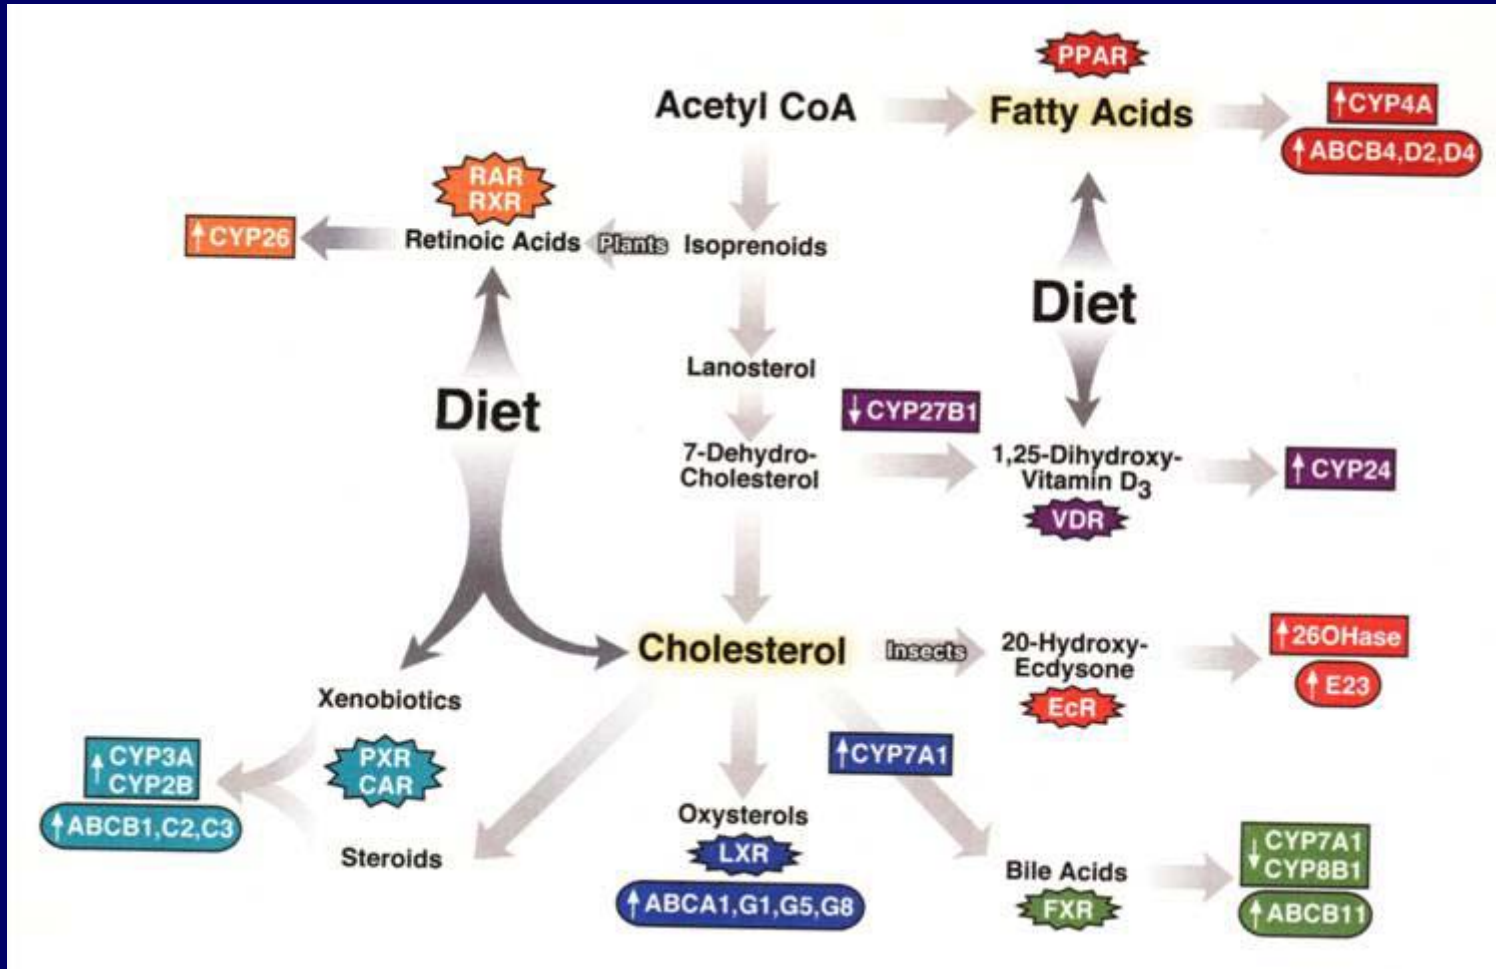 PPAR
Acetyl CoA
Fatty Acids
↑CYP4A
↑ABCB4,D2,D4
RAR
RXR
↑CYP26
Retinoic Acids
Plants
Isoprenoids
Diet
Lanosterol
Diet
↓CYP27B1
7-Dehydro-
Cholesterol
1,25-Dihydroxy-
Vitamin D3
VDR
↑CYP24
Cholesterol
Insects
20-Hydroxy-
Ecdysone
EcR
↑26OHase
↑E23
Xenobiotics
↑CYP3A
CYP2B
↑ABCB1,C2,C3
PXR
CAR
Steroids
↑CYP7A1
Oxysterols
LXR
↑ABCA1,G1,G5,G8
Bile Acids
FXR
↓CYP7A1
CYP8B1
↑ABCB11